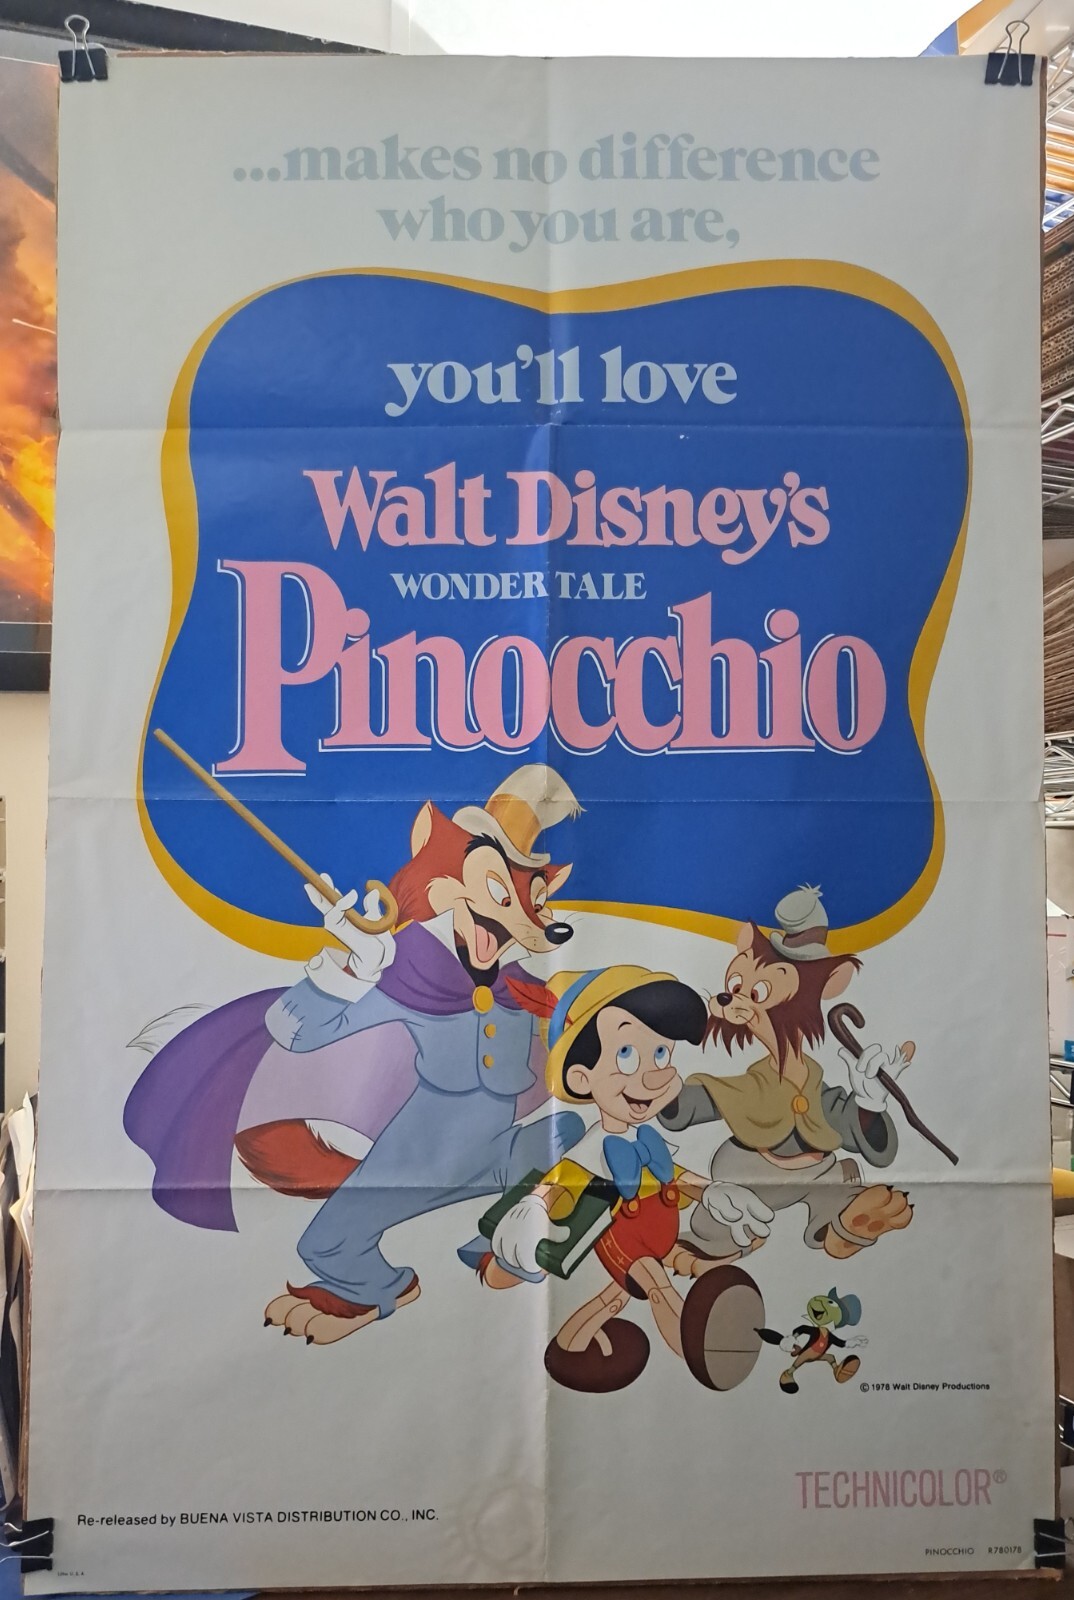 ...makes no difference
who you are,
you'll love
Walt Disney's
WONDER TALE
Pinocchio
© 1978 Walt Disney Productions
TECHNICOLOR®
Re-released by BUENA VISTA DISTRIBUTION CO., INC.
PINOCCHIO R780178
Litho U.S.A.